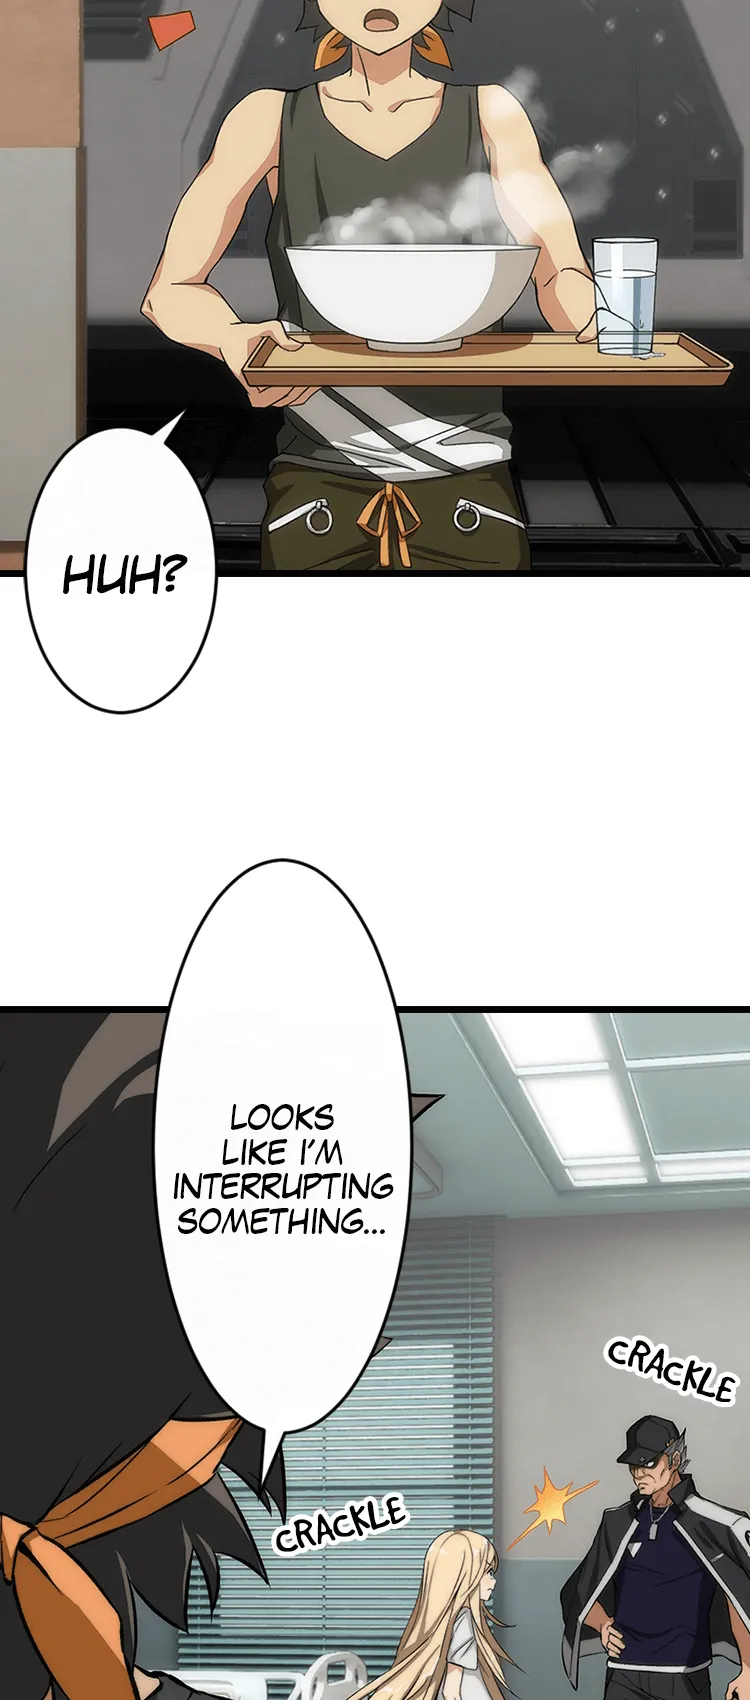 HUH?
LOOKS
LIKE I'M
INTERRUPTING
SOMETHING...
CRACKLE
CRACKLE